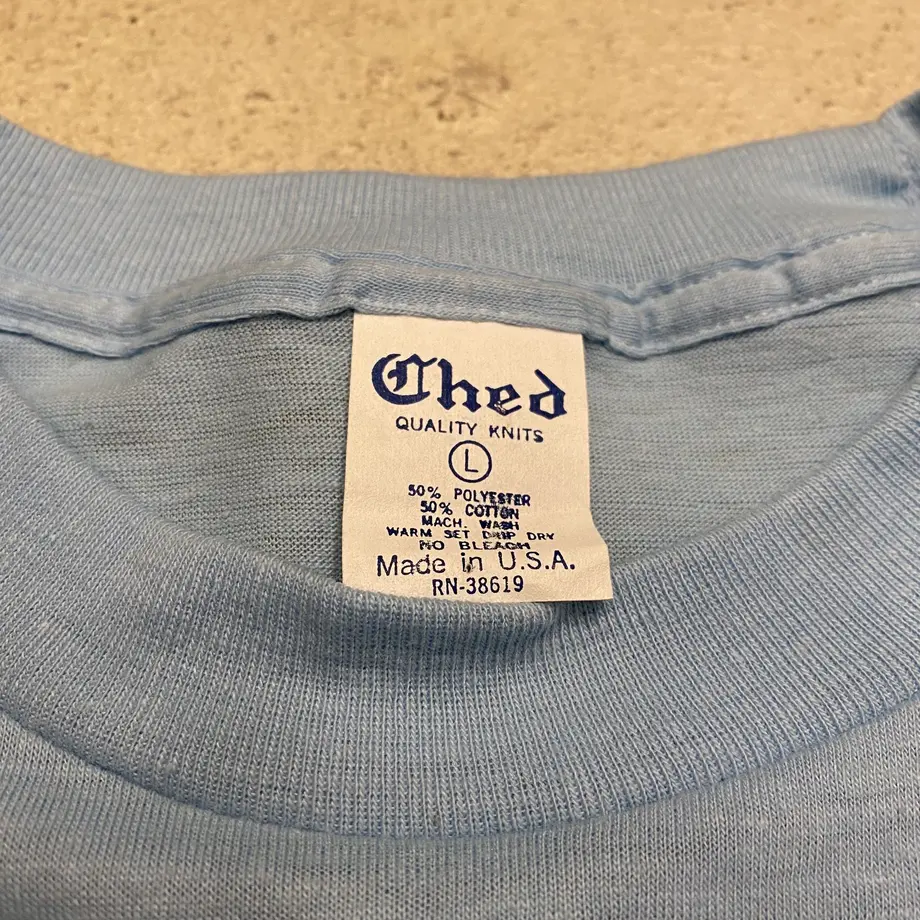 Ched
QUALITY KNITS
L
50% POLYESTER
50% COTTON
MACH. WASH
WARM SET DRIP DRY
NO BLEACH
Made in U.S.A.
RN-38619